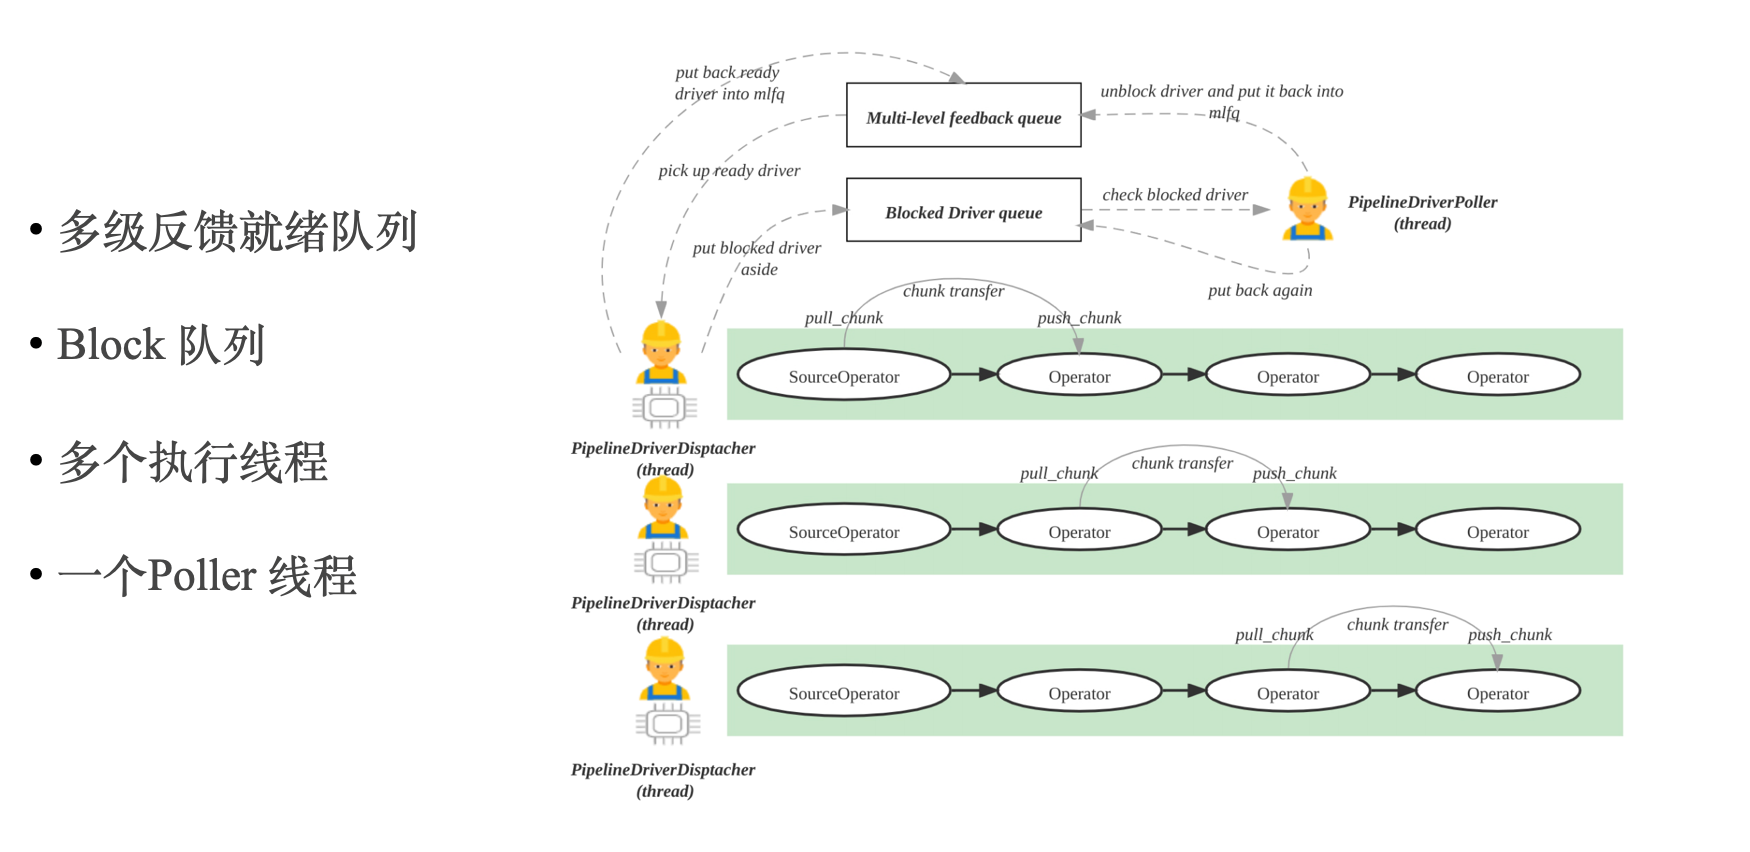 • 多级反馈就绪队列
• Block 队列
• 多个执行线程
• 一个Poller 线程
put back ready
driver into mlfq
Multi-level feedback queue
unblock driver and put it back into
mlfq
pick up ready driver
Blocked Driver queue
check blocked driver
PipelineDriverPoller
(thread)
put blocked driver
aside
put back again
chunk transfer
pull_chunk
push_chunk
SourceOperator
Operator
Operator
Operator
PipelineDriverDisptacher
(thread)
chunk transfer
pull_chunk
push_chunk
SourceOperator
Operator
Operator
Operator
PipelineDriverDisptacher
(thread)
chunk transfer
pull_chunk
push_chunk
SourceOperator
Operator
Operator
Operator
PipelineDriverDisptacher
(thread)